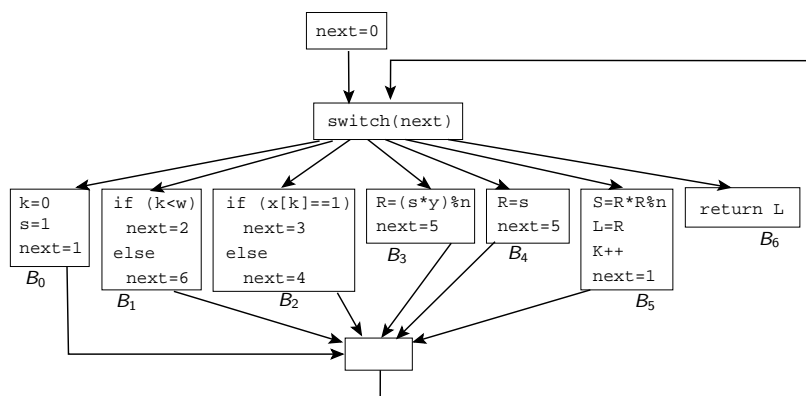 next=0
switch(next)
k=0
s=1
next=1
B0
if (k<w)
next=2
else
next=6
B1
if (x[k]==1)
next=3
else
next=4
B2
R=(s*y)%n
next=5
B3
R=s
next=5
B4
S=R*R%n
L=R
K++
next=1
B5
return L
B6